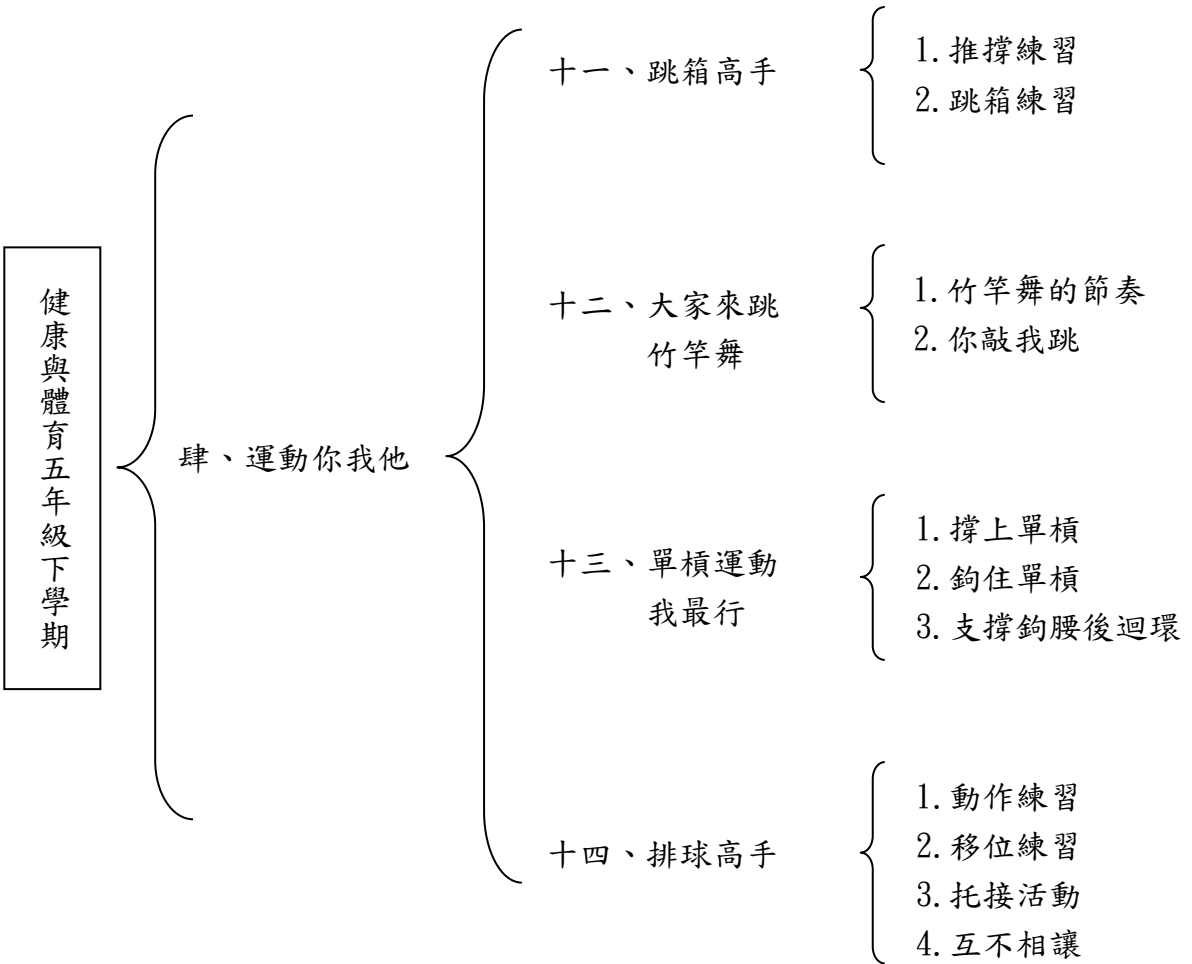 健康與體育五年級下學期
肆、運動你我他
十一、跳箱高手
1.推撐練習
2.跳箱練習
十二、大家來跳
竹竿舞
1.竹竿舞的節奏
2.你敲我跳
十三、單槓運動
我最行
1.撐上單槓
2.鉤住單槓
3.支撐鉤腰後迴環
十四、排球高手
1.動作練習
2.移位練習
3.托接活動
4.互不相讓